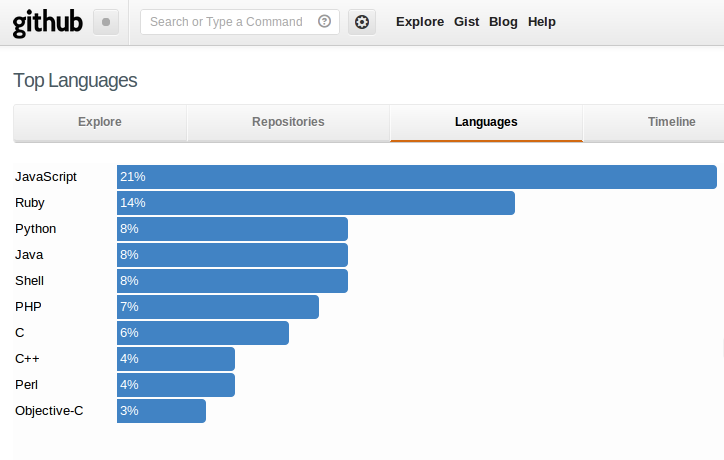 github Search or Type a Command ? Explore Gist Blog Help
Top Languages
Explore Repositories Languages Timeline
JavaScript 21%
Ruby 14%
Python 8%
Java 8%
Shell 8%
PHP 7%
C 6%
C++ 4%
Perl 4%
Objective-C 3%